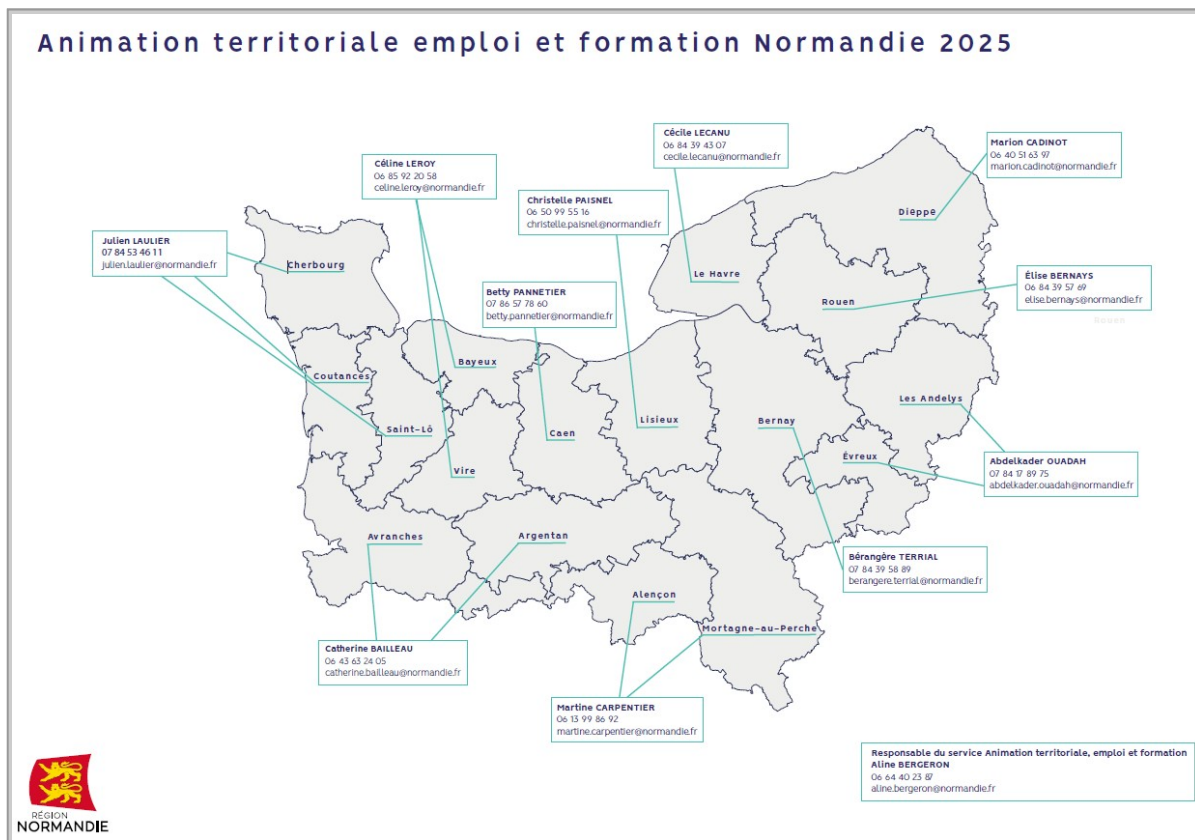 Animation territoriale emploi et formation Normandie 2025
Cécile LECANU
06 84 39 43 07
cecile.lecanu@normandie.fr
Marion CADINOT
06 40 51 63 97
marion.cadinot@normandie.fr
Céline LEROY
06 85 92 20 58
celine.leroy@normandie.fr
Christelle PAISNEL
06 50 99 55 16
christelle.paisnel@normandie.fr
Dieppe
Julien LAULIER
07 84 53 46 11
julien.laulier@normandie.fr
Cherbourg
Le Havre
Élise BERNAYS
06 84 39 57 69
elise.bernays@normandie.fr
Rouen
Betty PANNETIER
07 86 57 78 60
betty.pannetier@normandie.fr
Rouen
Bayeux
Coutances
Les Andelys
Saint-Lô
Caen
Lisieux
Bernay
Évreux
Vire
Abdelkader OUADAH
07 84 17 89 75
abdelkader.ouadah@normandie.fr
Avranches
Argentan
Bérangère TERRIAL
07 84 39 58 89
berangere.terrial@normandie.fr
Alençon
Mortagne-au-Perche
Catherine BAILLEAU
06 43 63 24 05
catherine.bailleau@normandie.fr
Martine CARPENTIER
06 13 99 86 92
martine.carpentier@normandie.fr
Responsable du service Animation territoriale, emploi et formation
Aline BERGERON
06 64 40 23 87
aline.bergeron@normandie.fr
RÉGION
NORMANDIE